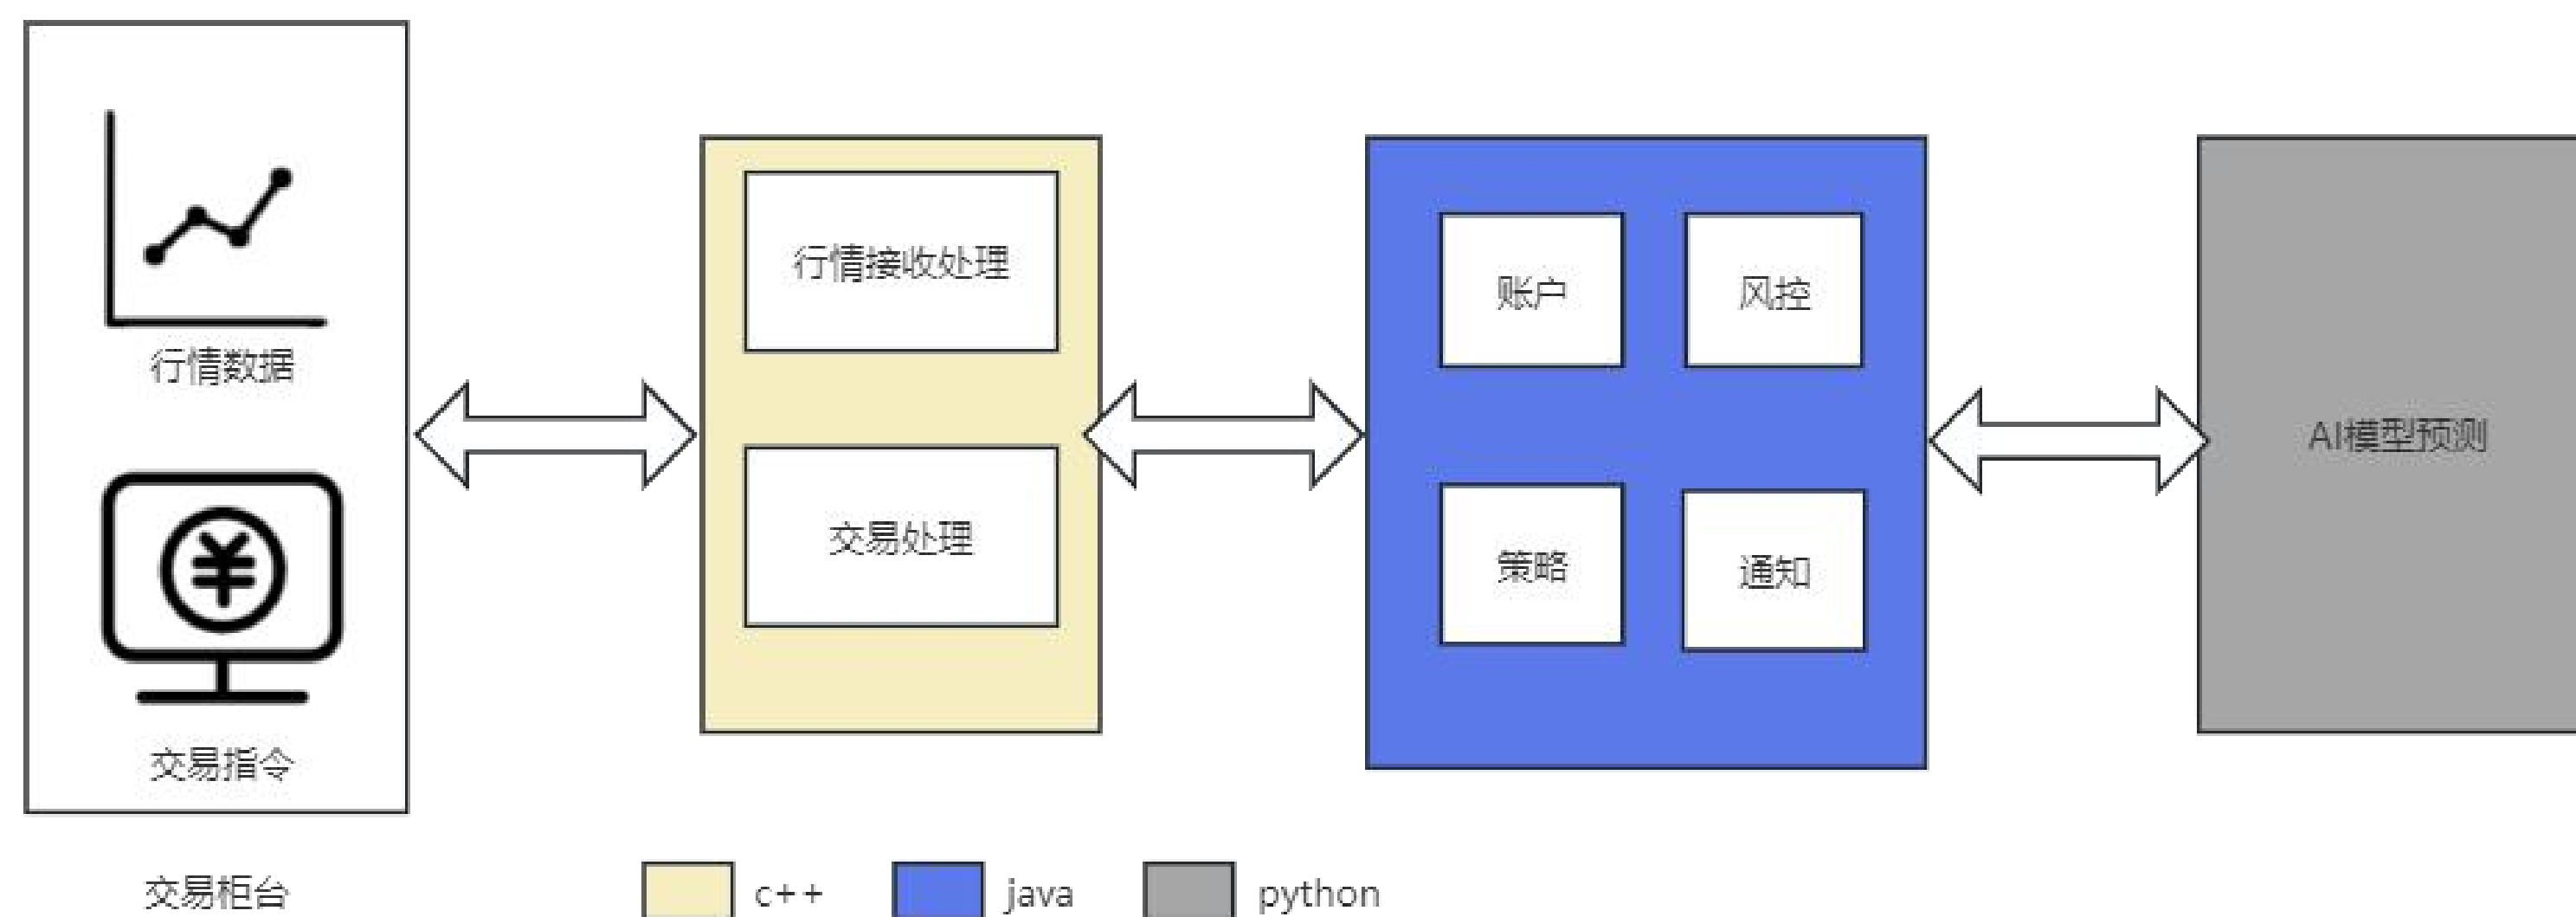 行情数据
交易指令
交易柜台
行情接收处理
交易处理
账户
风控
策略
通知
AI模型预测
c++
java
python